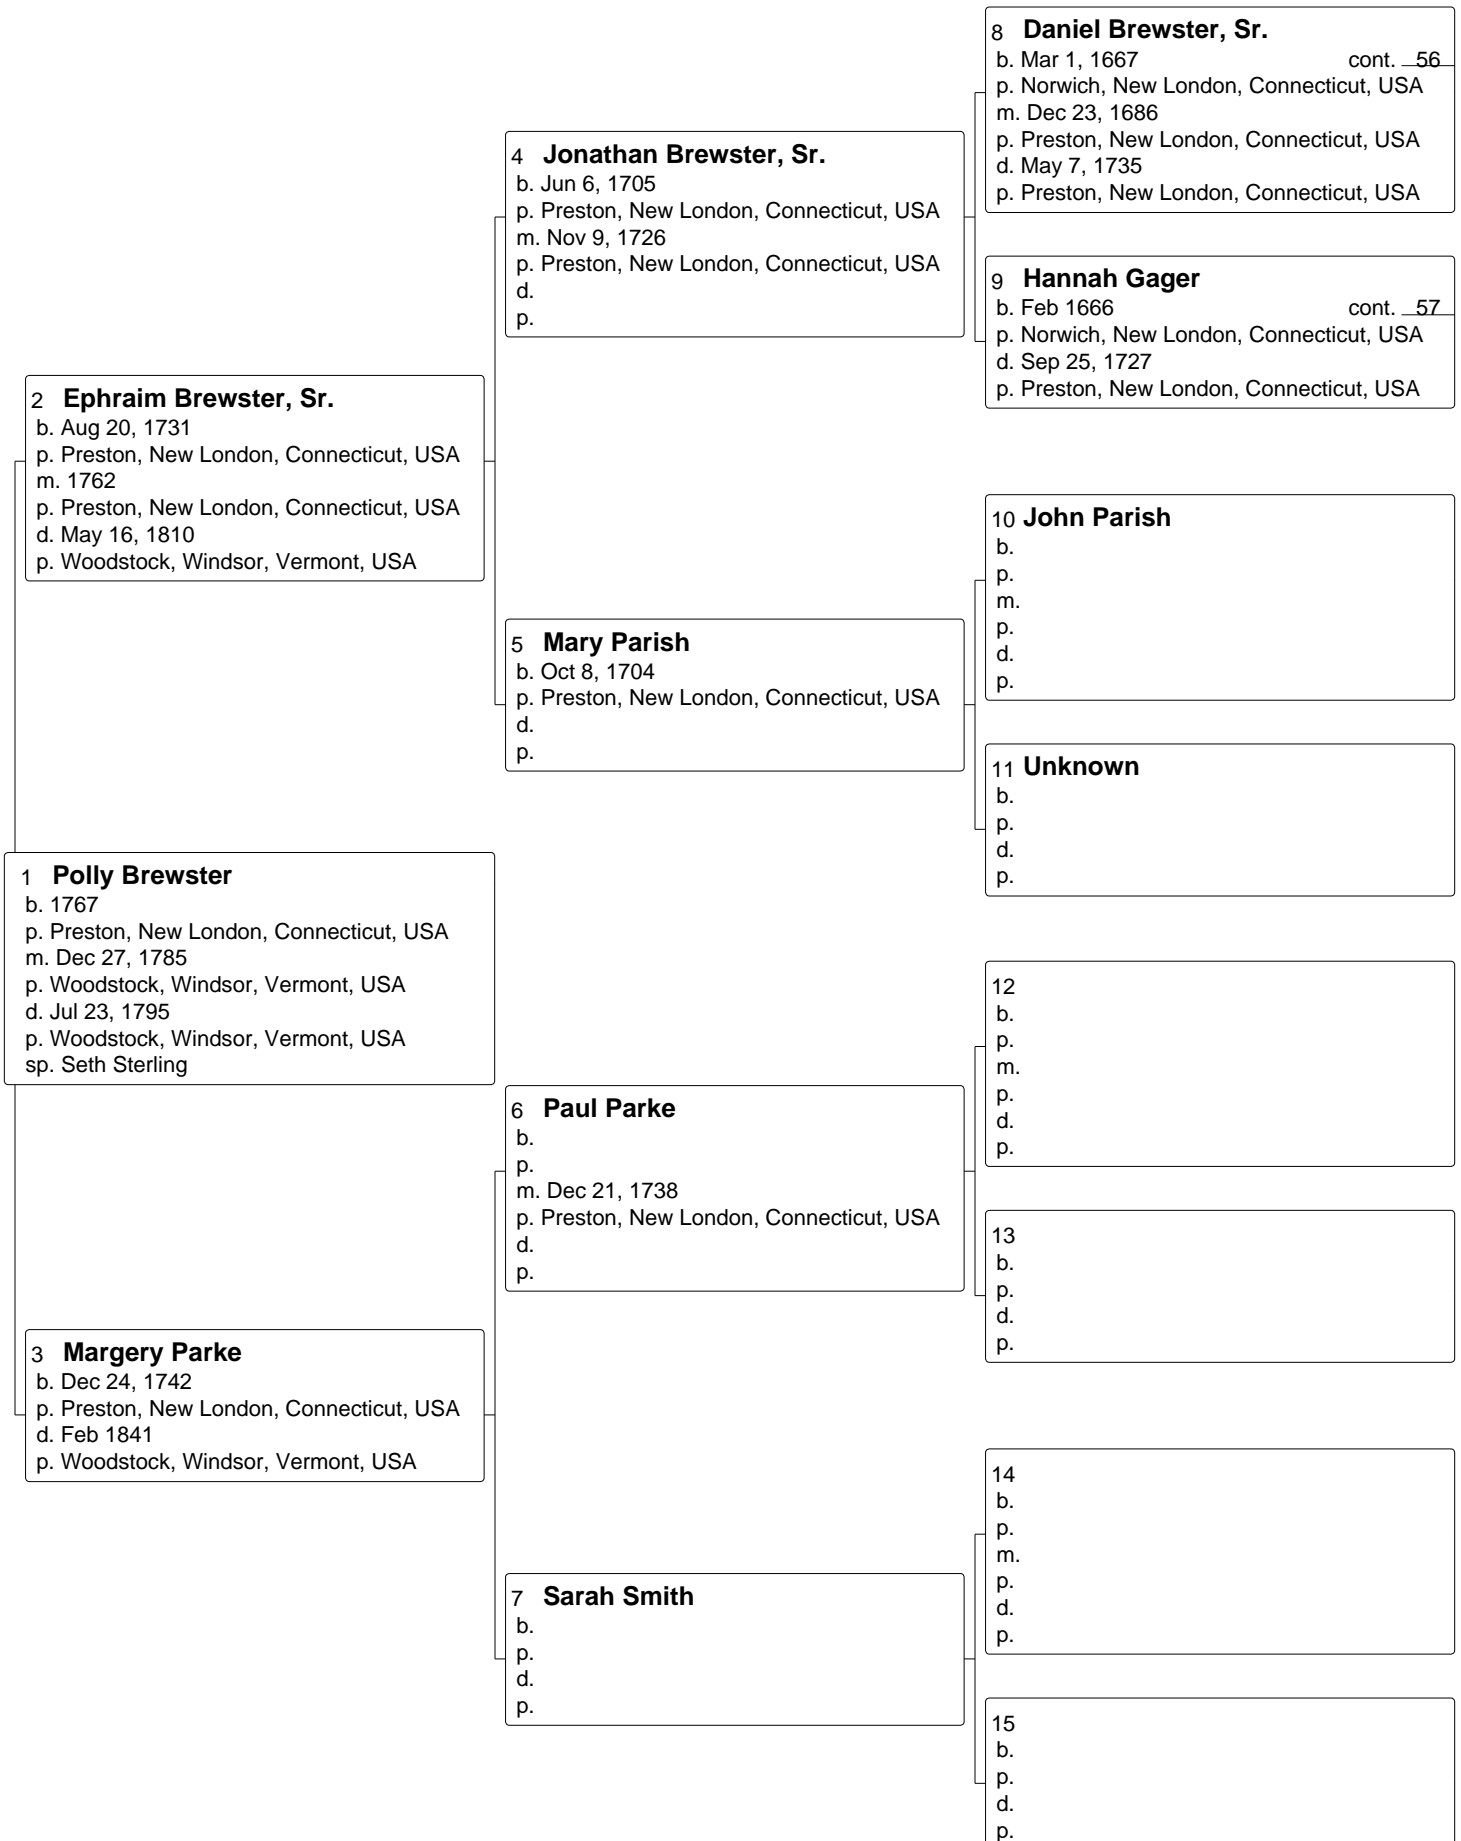 8 Daniel Brewster, Sr.
b. Mar 1, 1667 cont. 56
p. Norwich, New London, Connecticut, USA
m. Dec 23, 1686
p. Preston, New London, Connecticut, USA
d. May 7, 1735
p. Preston, New London, Connecticut, USA
4 Jonathan Brewster, Sr.
b. Jun 6, 1705
p. Preston, New London, Connecticut, USA
m. Nov 9, 1726
p. Preston, New London, Connecticut, USA
d.
p.
9 Hannah Gager
b. Feb 1666 cont. 57
p. Norwich, New London, Connecticut, USA
d. Sep 25, 1727
p. Preston, New London, Connecticut, USA
2 Ephraim Brewster, Sr.
b. Aug 20, 1731
p. Preston, New London, Connecticut, USA
m. 1762
p. Preston, New London, Connecticut, USA
d. May 16, 1810
p. Woodstock, Windsor, Vermont, USA
10 John Parish
b.
p.
m.
p.
d.
p.
5 Mary Parish
b. Oct 8, 1704
p. Preston, New London, Connecticut, USA
d.
p.
11 Unknown
b.
p.
d.
p.
1 Polly Brewster
b. 1767
p. Preston, New London, Connecticut, USA
m. Dec 27, 1785
p. Woodstock, Windsor, Vermont, USA
d. Jul 23, 1795
p. Woodstock, Windsor, Vermont, USA
sp. Seth Sterling
12
b.
p.
m.
p.
d.
p.
6 Paul Parke
b.
p.
m. Dec 21, 1738
p. Preston, New London, Connecticut, USA
d.
p.
13
b.
p.
d.
p.
3 Margery Parke
b. Dec 24, 1742
p. Preston, New London, Connecticut, USA
d. Feb 1841
p. Woodstock, Windsor, Vermont, USA
14
b.
p.
m.
p.
d.
p.
7 Sarah Smith
b.
p.
d.
p.
15
b.
p.
d.
p.